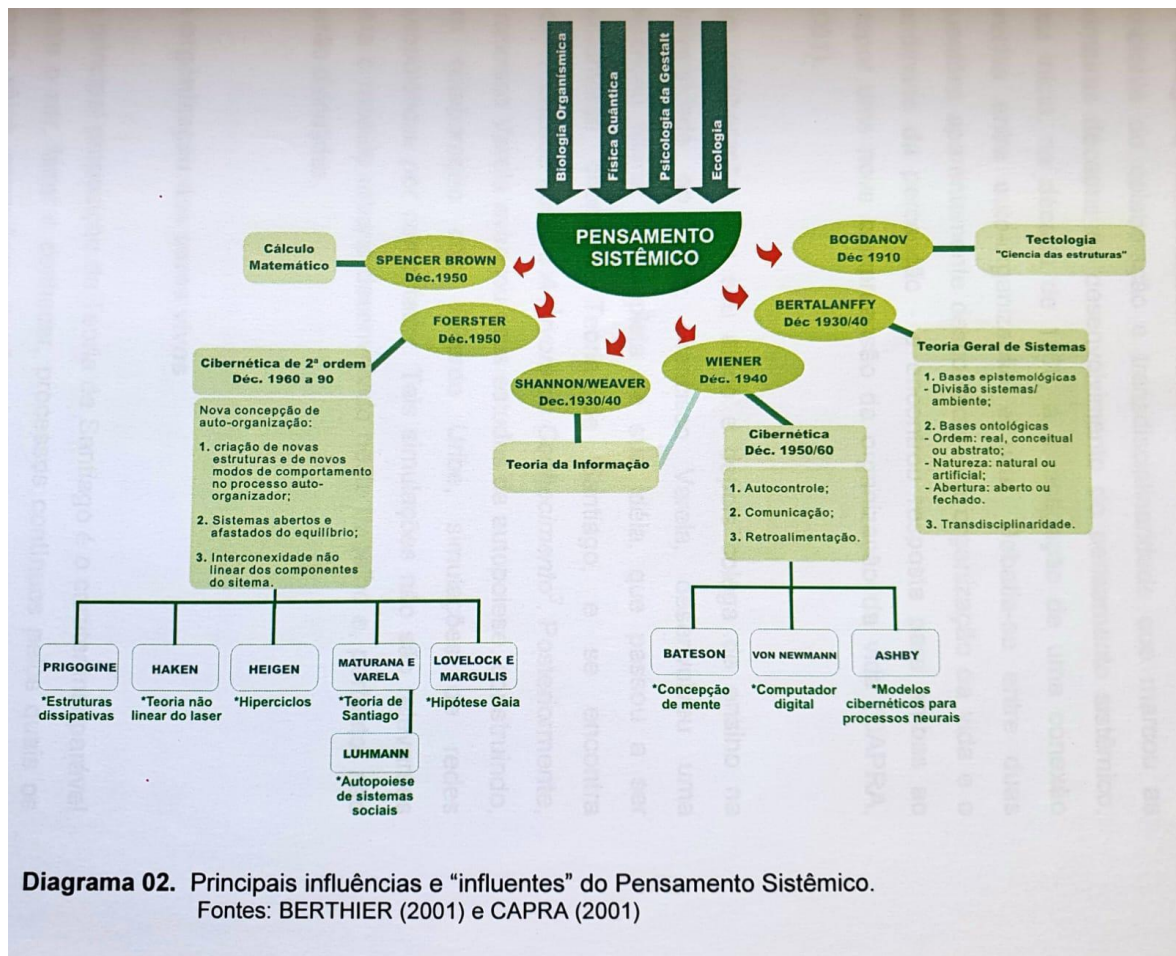 Biologia Organísmica
Física Quântica
Psicologia da Gestalt
Ecologia
PENSAMENTO
SISTÊMICO
Cálculo
Matemático
SPENCER BROWN
Déc.1950
BOGDANOV
Déc 1910
Tectologia
"Ciencia das estruturas"
FOERSTER
Déc.1950
BERTALANFFY
Déc 1930/40
Cibernética de 2ª ordem
Déc. 1960 a 90
SHANNON/WEAVER
Dec.1930/40
WIENER
Déc. 1940
Teoria Geral de Sistemas
Nova concepção de
auto-organização:
1. criação de novas
estruturas e de novos
modos de comportamento
no processo auto-
organizador;
2. Sistemas abertos e
afastados do equilíbrio;
3. Interconexidade não
linear dos componentes
do sitema.
Teoria da Informação
Cibernética
Déc. 1950/60
1. Autocontrole;
2. Comunicação;
3. Retroalimentação.
1. Bases epistemológicas
- Divisão sistemas/
ambiente;
2. Bases ontológicas
- Ordem: real, conceitual
ou abstrato;
- Natureza: natural ou
artificial;
- Abertura: aberto ou
fechado.
3. Transdisciplinaridade.
PRIGOGINE
*Estruturas
dissipativas
HAKEN
*Teoria não
linear do laser
HEIGEN
*Hiperciclos
MATURANA E
VARELA
*Teoria de
Santiago
LUHMANN
*Autopoiese
de sistemas
sociais
LOVELOCK E
MARGULIS
*Hipótese Gaia
BATESON
*Concepção
de mente
VON NEWMANN
*Computador
digital
ASHBY
*Modelos
cibernéticos para
processos neurais
Diagrama 02. Principais influências e “influentes” do Pensamento Sistêmico.
Fontes: BERTHIER (2001) e CAPRA (2001)